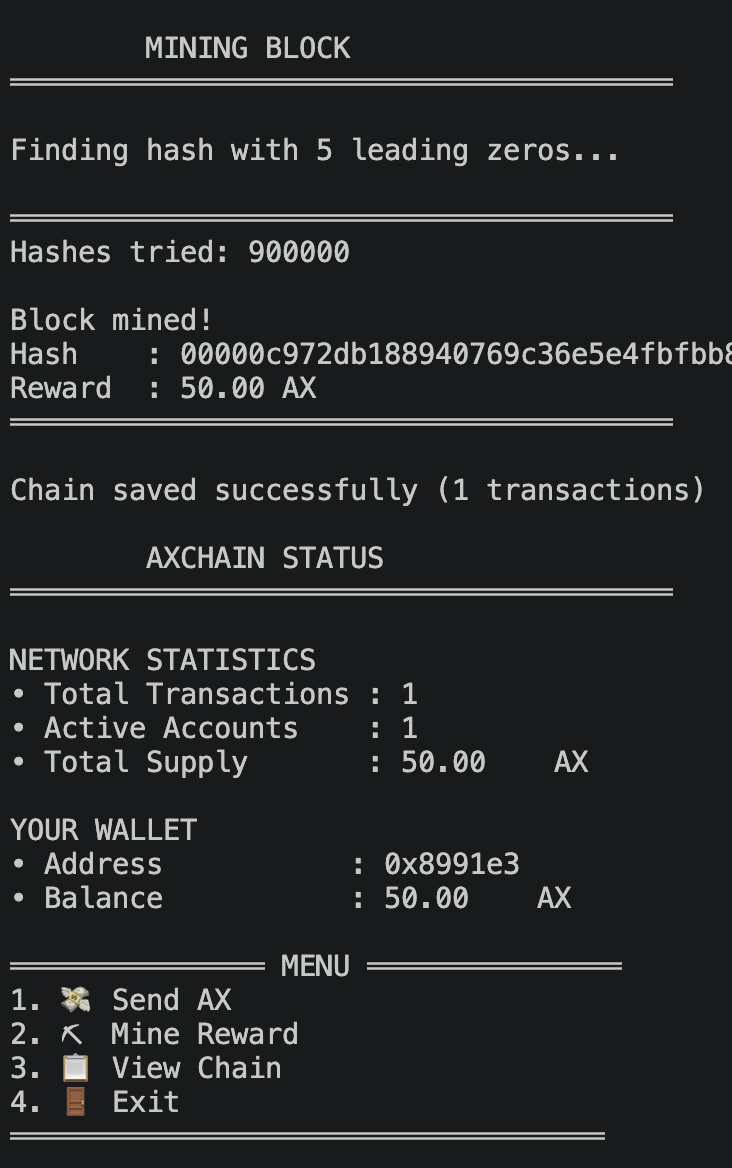 MINING BLOCK
Finding hash with 5 leading zeros...
Hashes tried: 900000
Block mined!
Hash    : 00000c972db188940769c36e5e4fbfbb8
Reward  : 50.00 AX
Chain saved successfully (1 transactions)
AXCHAIN STATUS
NETWORK STATISTICS
• Total Transactions : 1
• Active Accounts    : 1
• Total Supply       : 50.00    AX
YOUR WALLET
• Address           : 0x8991e3
• Balance           : 50.00    AX
═══════════════ MENU ═══════════════
1. 💸 Send AX
2. ⛏ Mine Reward
3. 📋 View Chain
4. 🚪 Exit